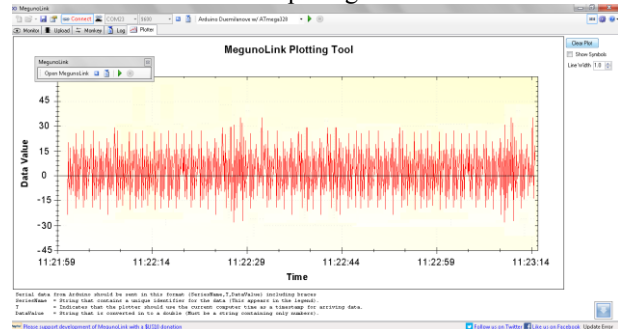 MegunoLink
Connect COM23 9600 Arduino Duemilanove w/ ATmega328
Monitor Upload Monkey Log Plotter
MegunoLink Plotting Tool
Clear Plot
Show Symbols
Line Width 1.0
MegunoLink
Open MegunoLink
45
30
15
0
-15
-30
-45
Data Value
11:21:59 11:22:14 11:22:29 11:22:44 11:22:59 11:23:14
Time
Serial data from Arduino should be sent in this format {SeriesName,T,DataValue} including braces
SeriesName = String that contains a unique identifier for the data (This appears in the legend).
T = Indicates that the plotter should use the current computer time as a timestamp for arriving data.
DataValue = String that is converted in to a double (Must be a string containing only numbers).
Please support development of MegunoLink with a $USD donation Follow us on Twitter Like us on Facebook Update Error